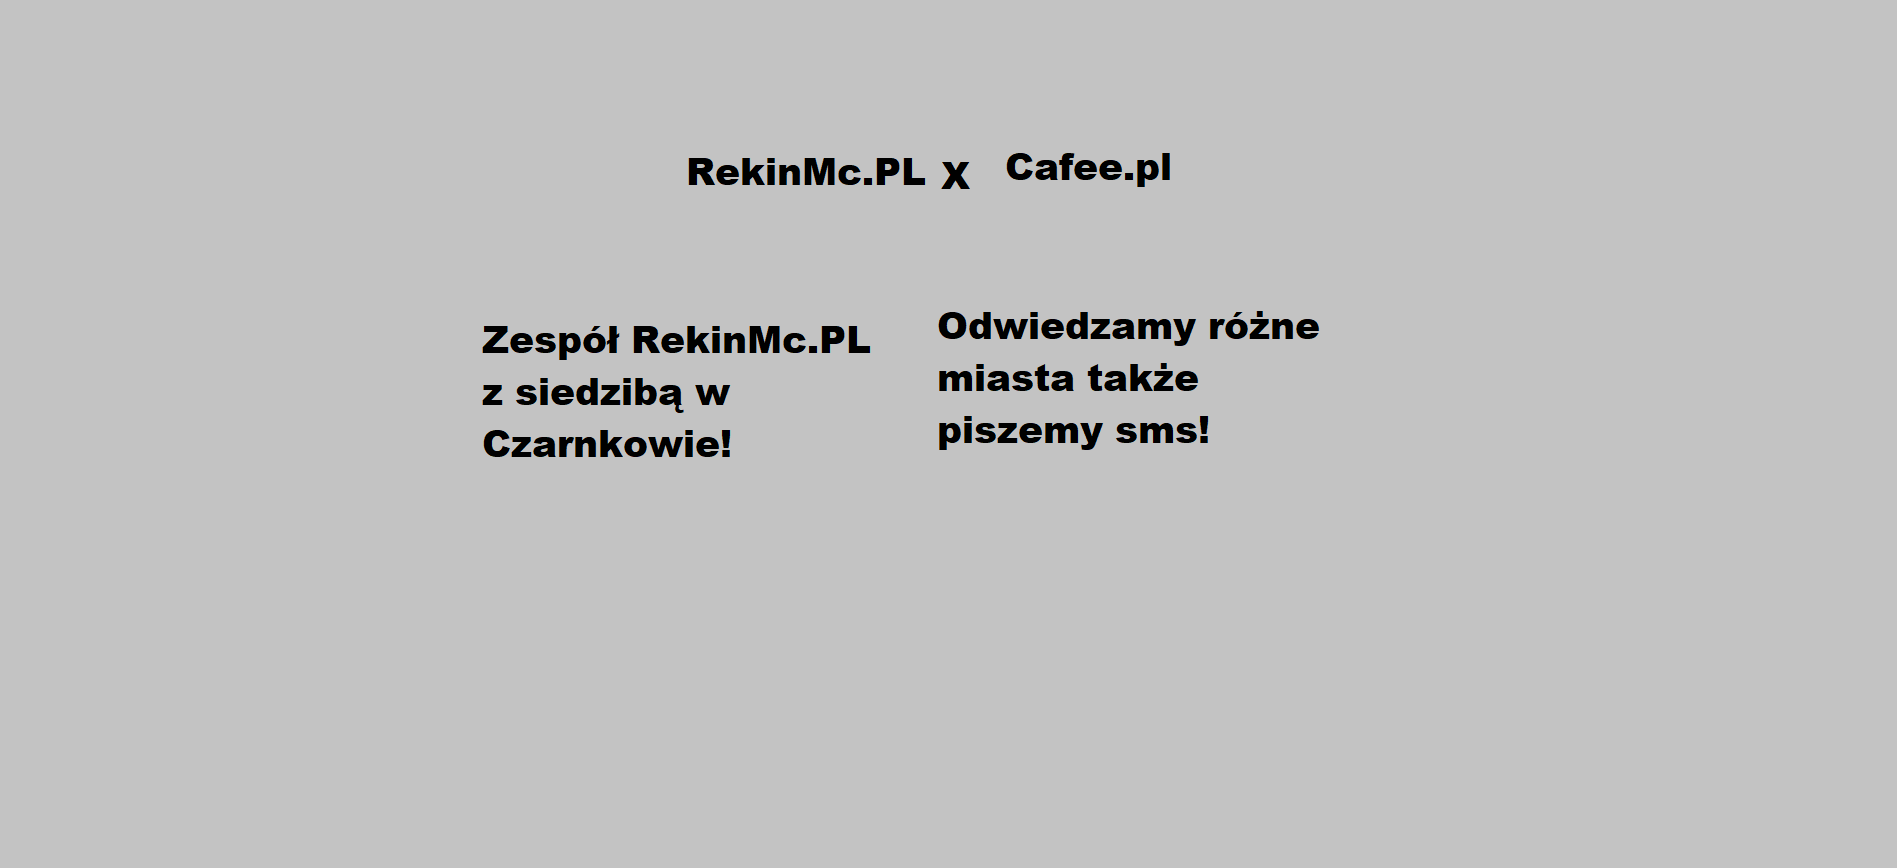 RekinMc.PL x Cafee.pl
Zespół RekinMc.PL
z siedzibą w
Czarnkowie!
Odwiedzamy różne
miasta także
piszemy sms!